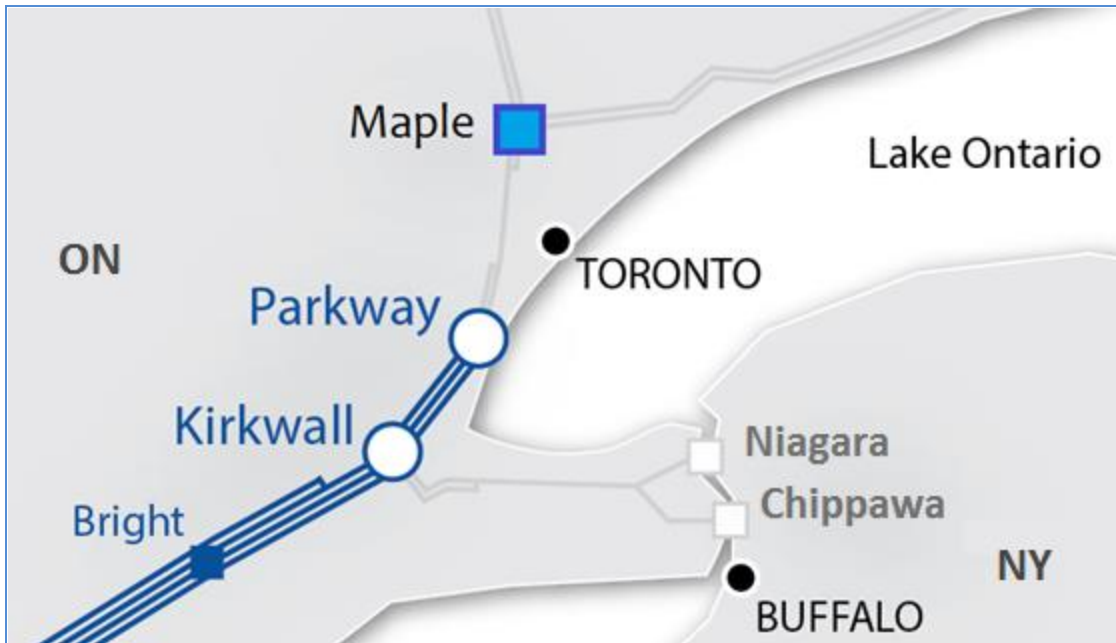 Maple
Lake Ontario
ON
TORONTO
Parkway
Kirkwall
Niagara
Chippawa
Bright
NY
BUFFALO